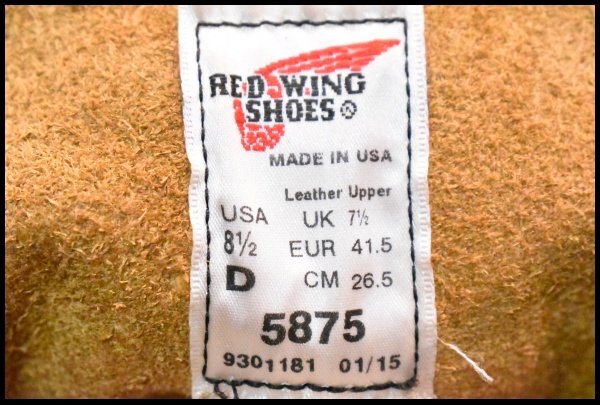 RED WING
SHOES ®
MADE IN USA
Leather Upper
USA UK 7½
8½ EUR 41.5
D CM 26.5
5875
9301181 01/15